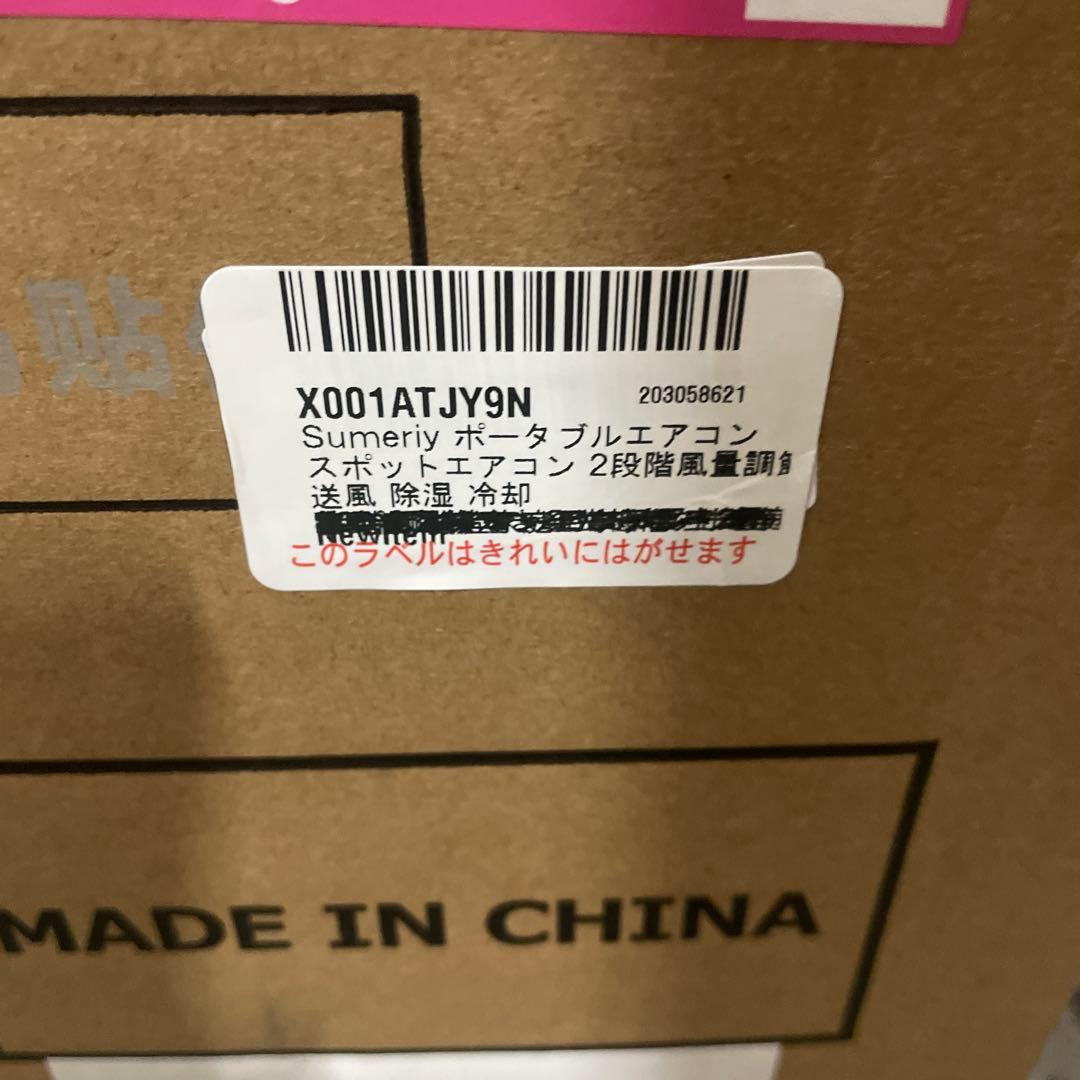 贴
X001ATJY9N 203058621
Sumeriy ポータブルエアコン
スポットエアコン 2段階風量調節
送風 除湿 冷却
このラベルはきれいにはがせます
MADE IN CHINA